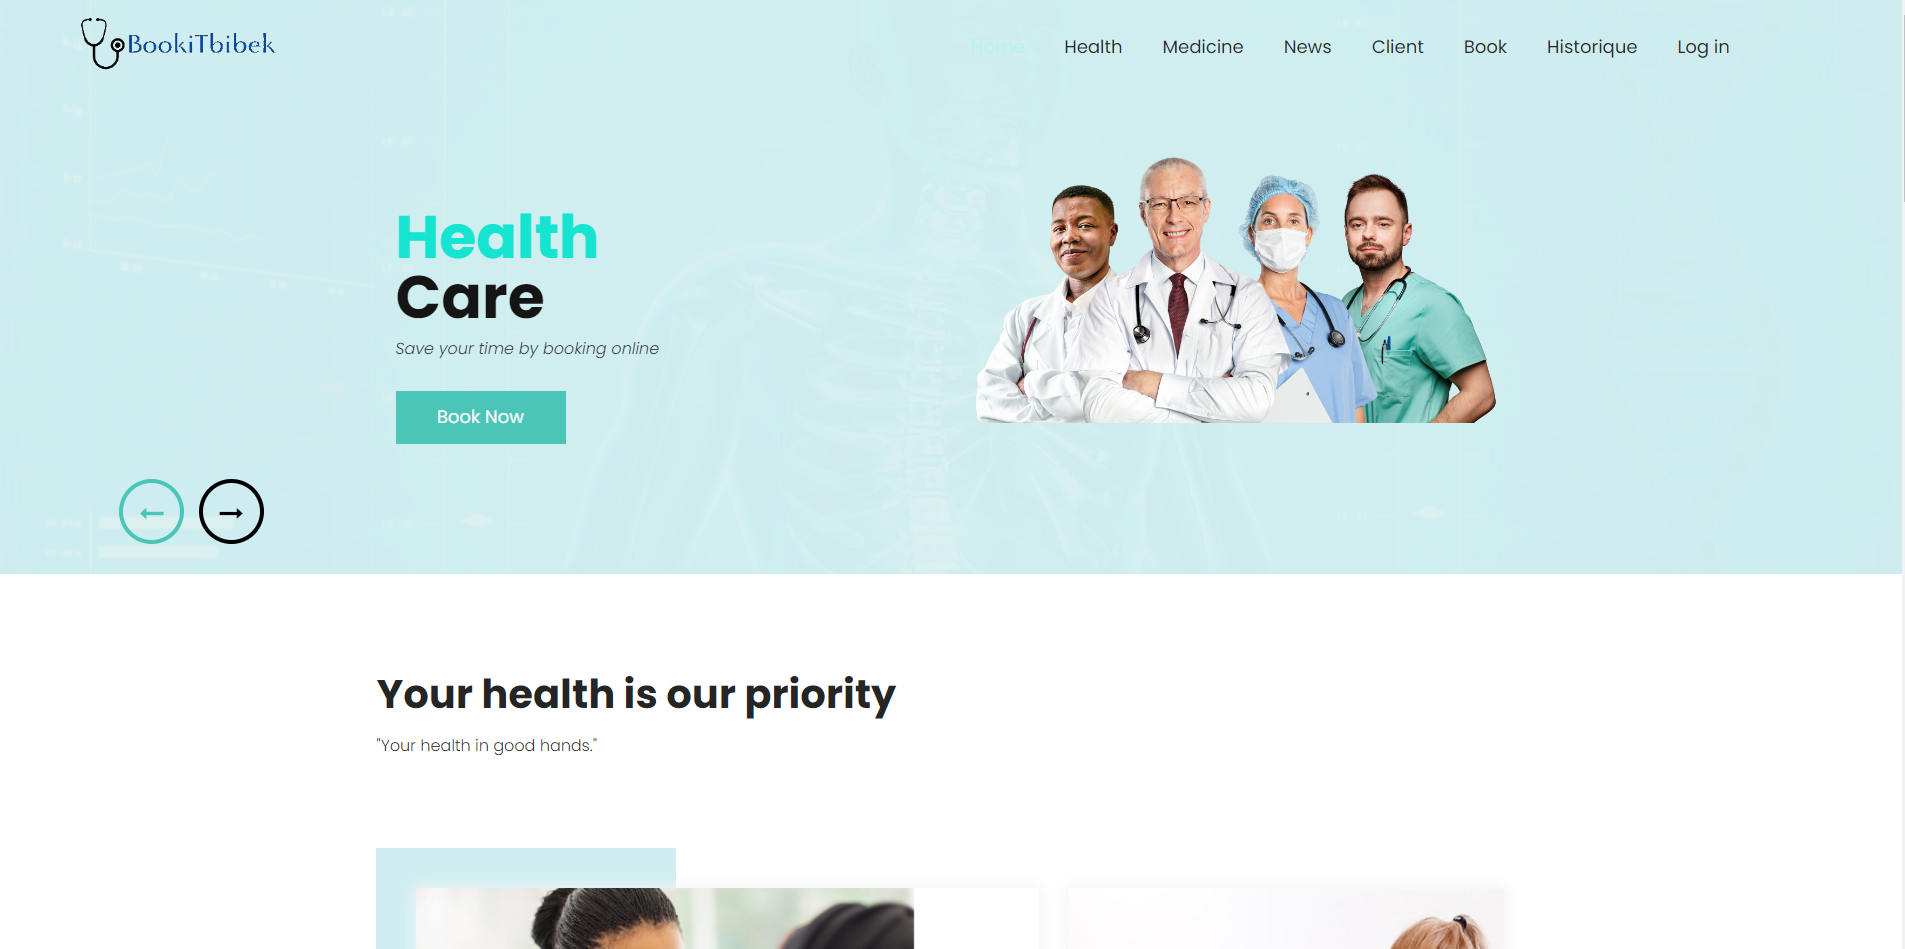 BookiTbibek
Home Health Medicine News Client Book Historique Log in
Health
Care
Save your time by booking online
Book Now
Your health is our priority
"Your health in good hands."